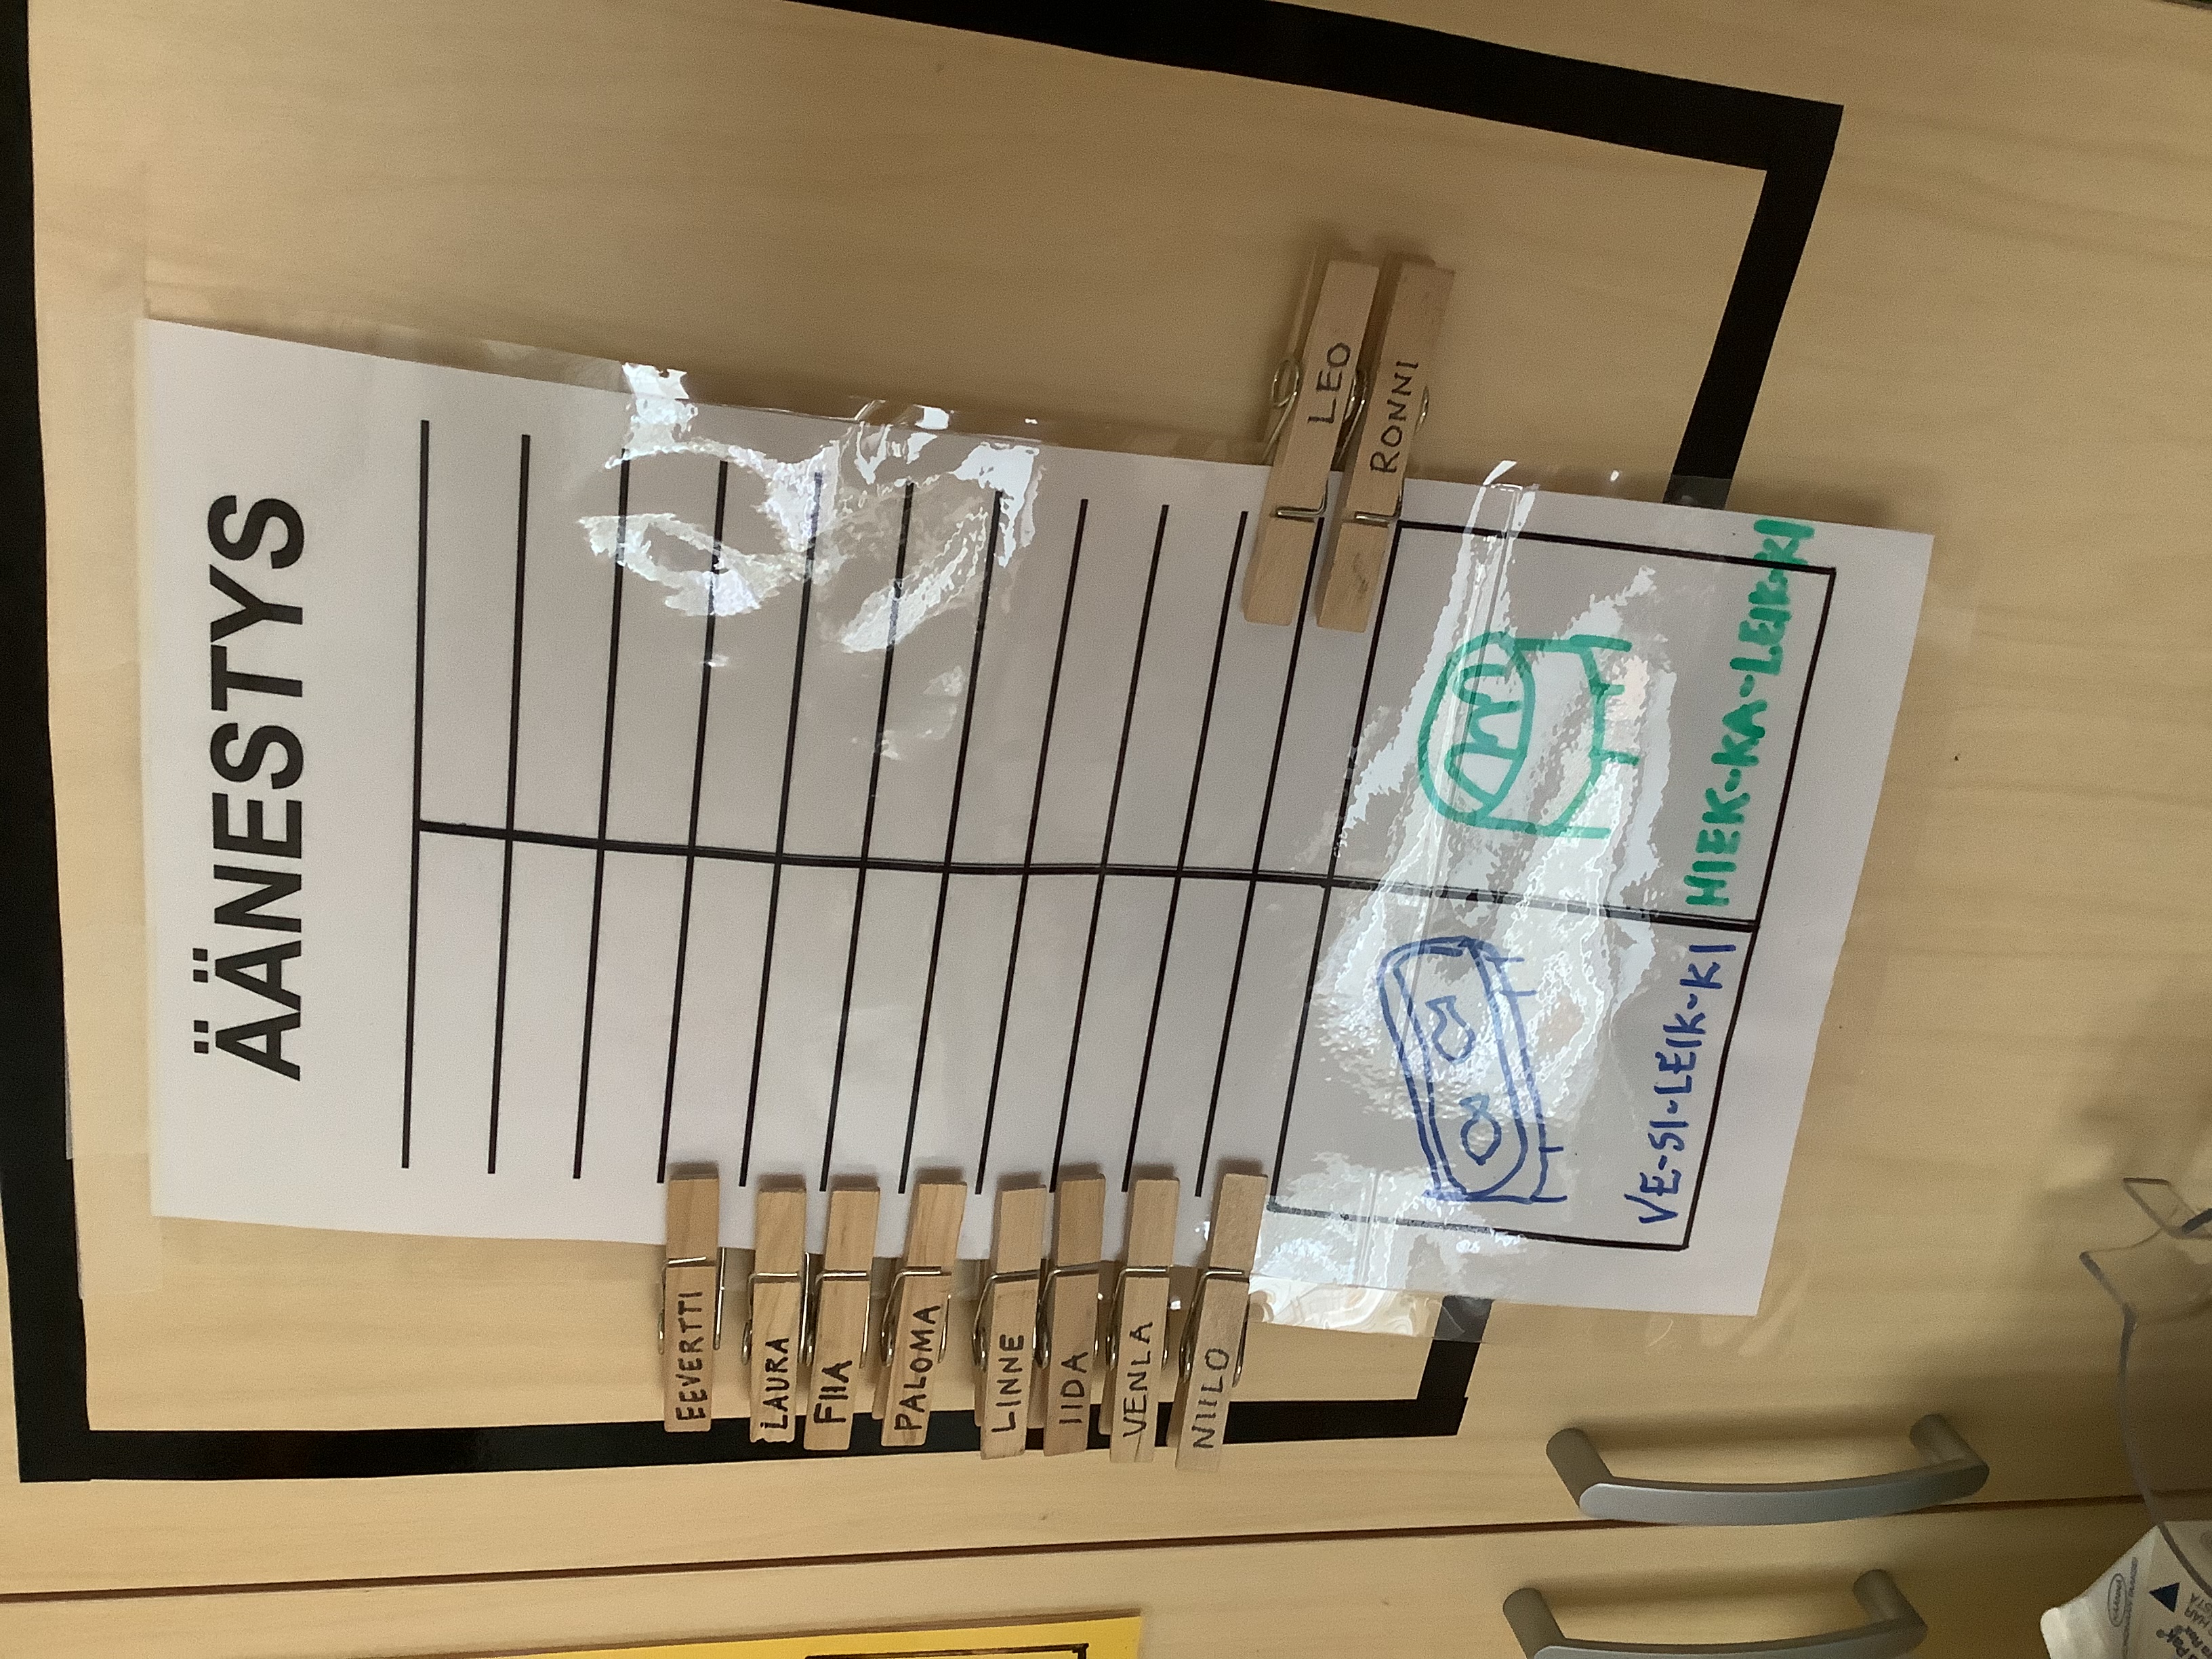 ÄÄNESTYS
EEVERTTI
LAURA
FIIA
PALOMA
LINNE
IIDA
VENLA
NIILO
LEO
RONNI
VE-SI-LEIK-KI
HIEK-KA-LEIK-KI